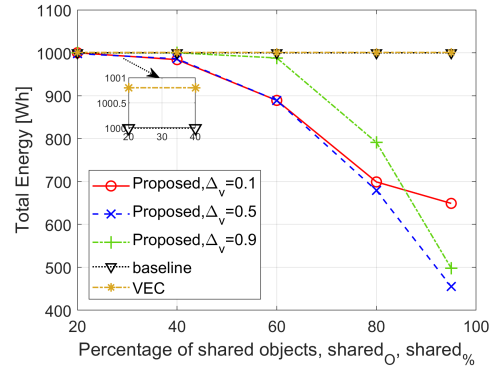 1100
1000
900
800
700
600
500
400
Total Energy [Wh]
1001
1000.5
1000
20 30 40
Proposed,Δv=0.1
Proposed,Δv=0.5
Proposed,Δv=0.9
baseline
VEC
20 40 60 80 100
Percentage of shared objects, sharedO, shared%